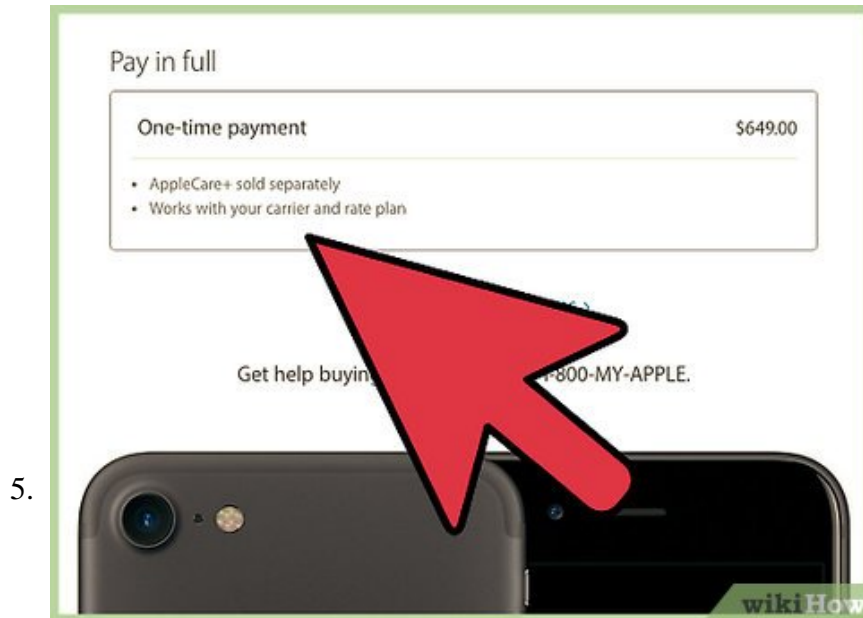 Pay in full
One-time payment $649.00
• AppleCare+ sold separately
• Works with your carrier and rate plan
Get help buying -800-MY-APPLE.
5.
wikiHow